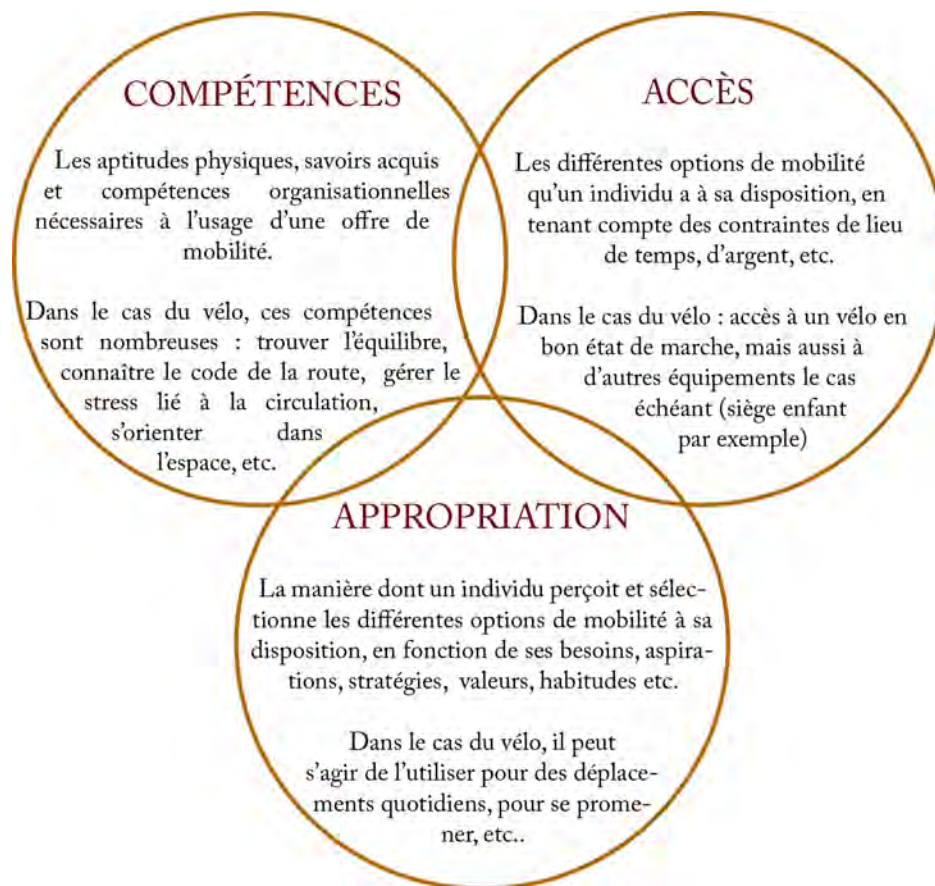 COMPÉTENCES
Les aptitudes physiques, savoirs acquis
et compétences organisationnelles
nécessaires à l'usage d'une offre de
mobilité.
Dans le cas du vélo, ces compétences
sont nombreuses : trouver l'équilibre,
connaître le code de la route, gérer le
stress lié à la circulation,
s'orienter dans
l'espace, etc.
ACCÈS
Les différentes options de mobilité
qu'un individu a à sa disposition, en
tenant compte des contraintes de lieu
de temps, d'argent, etc.
Dans le cas du vélo : accès à un vélo en
bon état de marche, mais aussi à
d'autres équipements le cas
échéant (siège enfant
par exemple)
APPROPRIATION
La manière dont un individu perçoit et sélec-
tionne les différentes options de mobilité à sa
disposition, en fonction de ses besoins, aspira-
tions, stratégies, valeurs, habitudes etc.
Dans le cas du vélo, il peut
s'agir de l'utiliser pour des déplace-
ments quotidiens, pour se prome-
ner, etc..